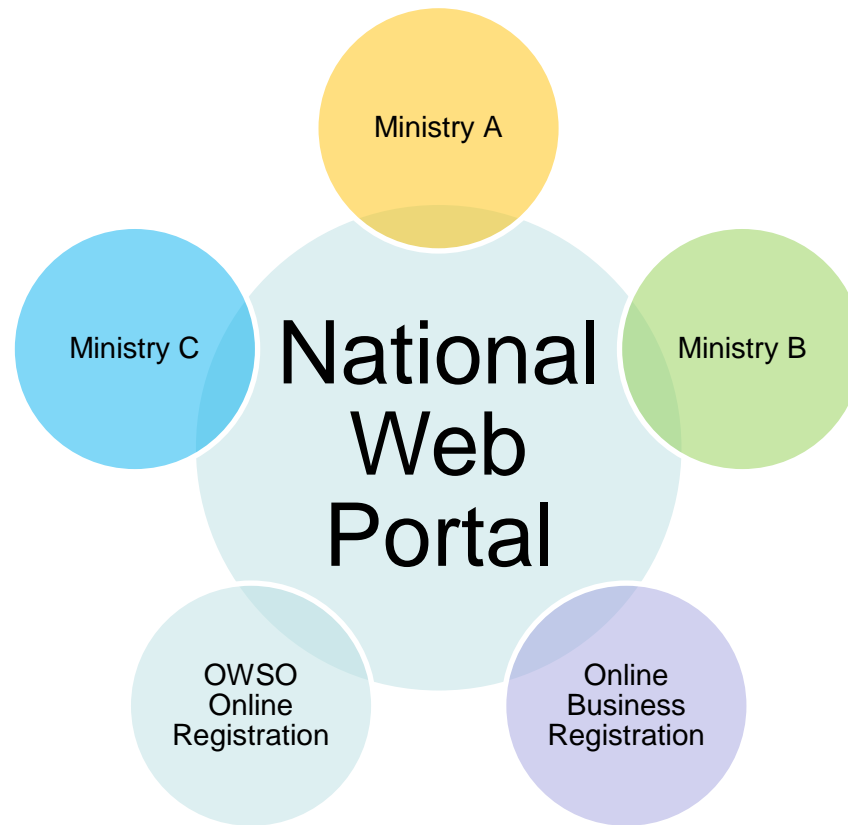 Ministry A
Ministry C
National
Web
Portal
Ministry B
OWSO
Online
Registration
Online
Business
Registration